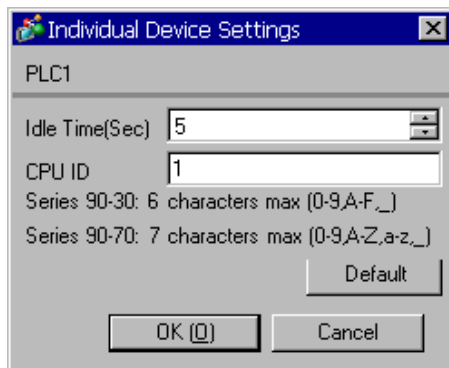 Individual Device Settings
PLC1
Idle Time(Sec) 5
CPU ID 1
Series 90-30: 6 characters max (0-9,A-F,_)
Series 90-70: 7 characters max (0-9,A-Z,a-z,_)
Default
OK (O) Cancel